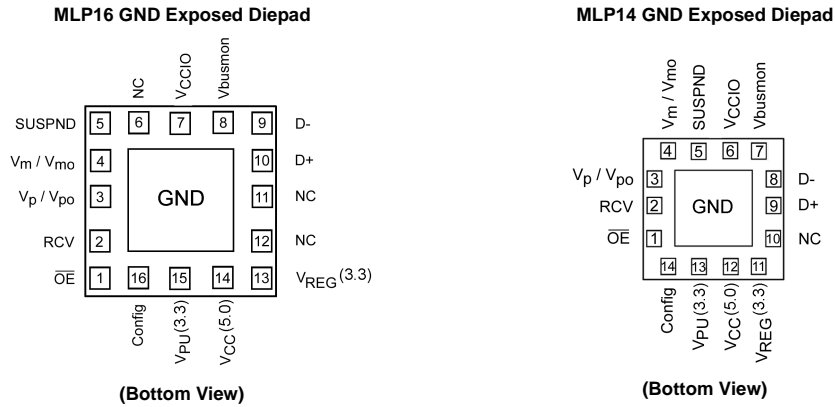 MLP16 GND Exposed Diepad
NC
VCCIO
Vbusmon
SUSPND
5
6
7
8
9
D-
Vm / Vmo
4
10
D+
Vp / Vpo
3
GND
11
NC
RCV
2
12
NC
OE
1
16
15
14
13
VREG(3.3)
Config
VPU(3.3)
VCC(5.0)
(Bottom View)
MLP14 GND Exposed Diepad
Vm / Vmo
SUSPND
VCCIO
Vbusmon
4
5
6
7
Vp / Vpo
3
8
D-
RCV
2
GND
9
D+
OE
1
10
NC
14
13
12
11
Config
VPU(3.3)
VCC(5.0)
VREG(3.3)
(Bottom View)